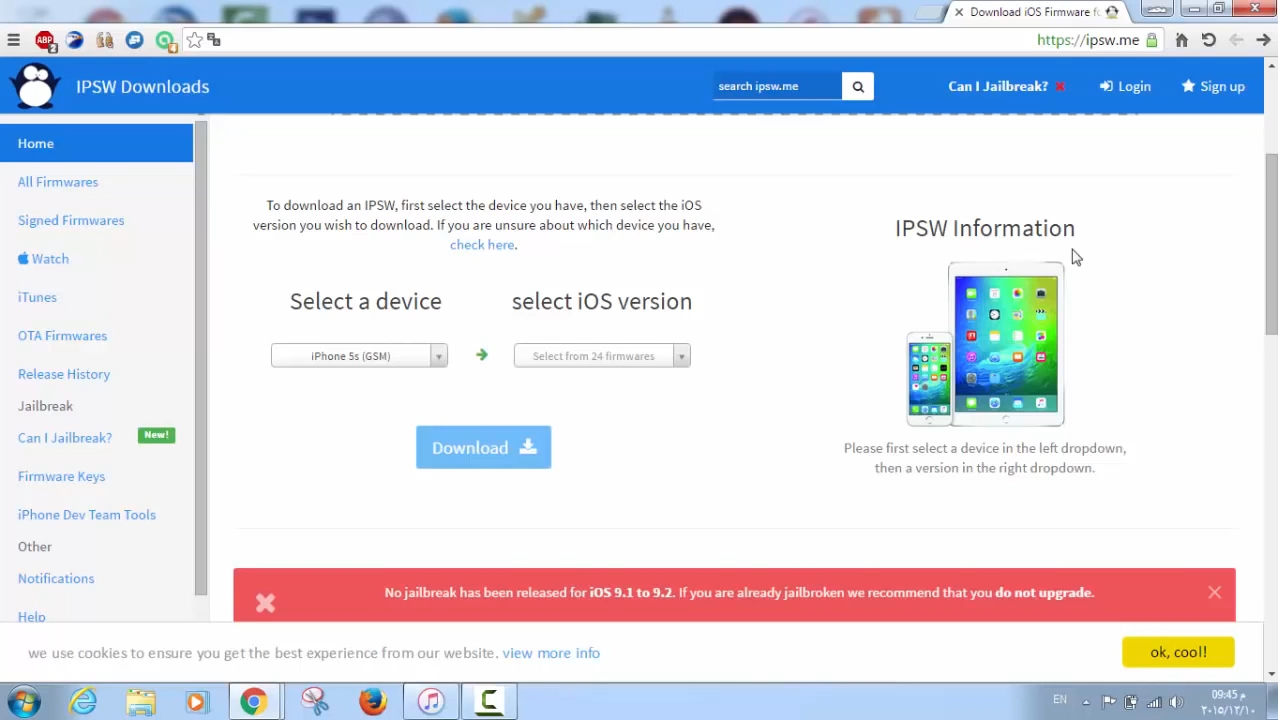 Download iOS Firmware fo
https://ipsw.me
IPSW Downloads
search ipsw.me
Can I Jailbreak?
Login
Sign up
Home
All Firmwares
Signed Firmwares
Watch
iTunes
OTA Firmwares
Release History
Jailbreak
Can I Jailbreak?
New!
Firmware Keys
iPhone Dev Team Tools
Other
Notifications
Help
To download an IPSW, first select the device you have, then select the iOS
version you wish to download. If you are unsure about which device you have,
check here.
Select a device
select iOS version
iPhone 5s (GSM)
Select from 24 firmwares
Download
IPSW Information
Please first select a device in the left dropdown,
then a version in the right dropdown.
No jailbreak has been released for iOS 9.1 to 9.2. If you are already jailbroken we recommend that you do not upgrade.
we use cookies to ensure you get the best experience from our website. view more info
ok, cool!
ABP
2
4
EN
09:45 م
٢٠١٥/١٢/١٠